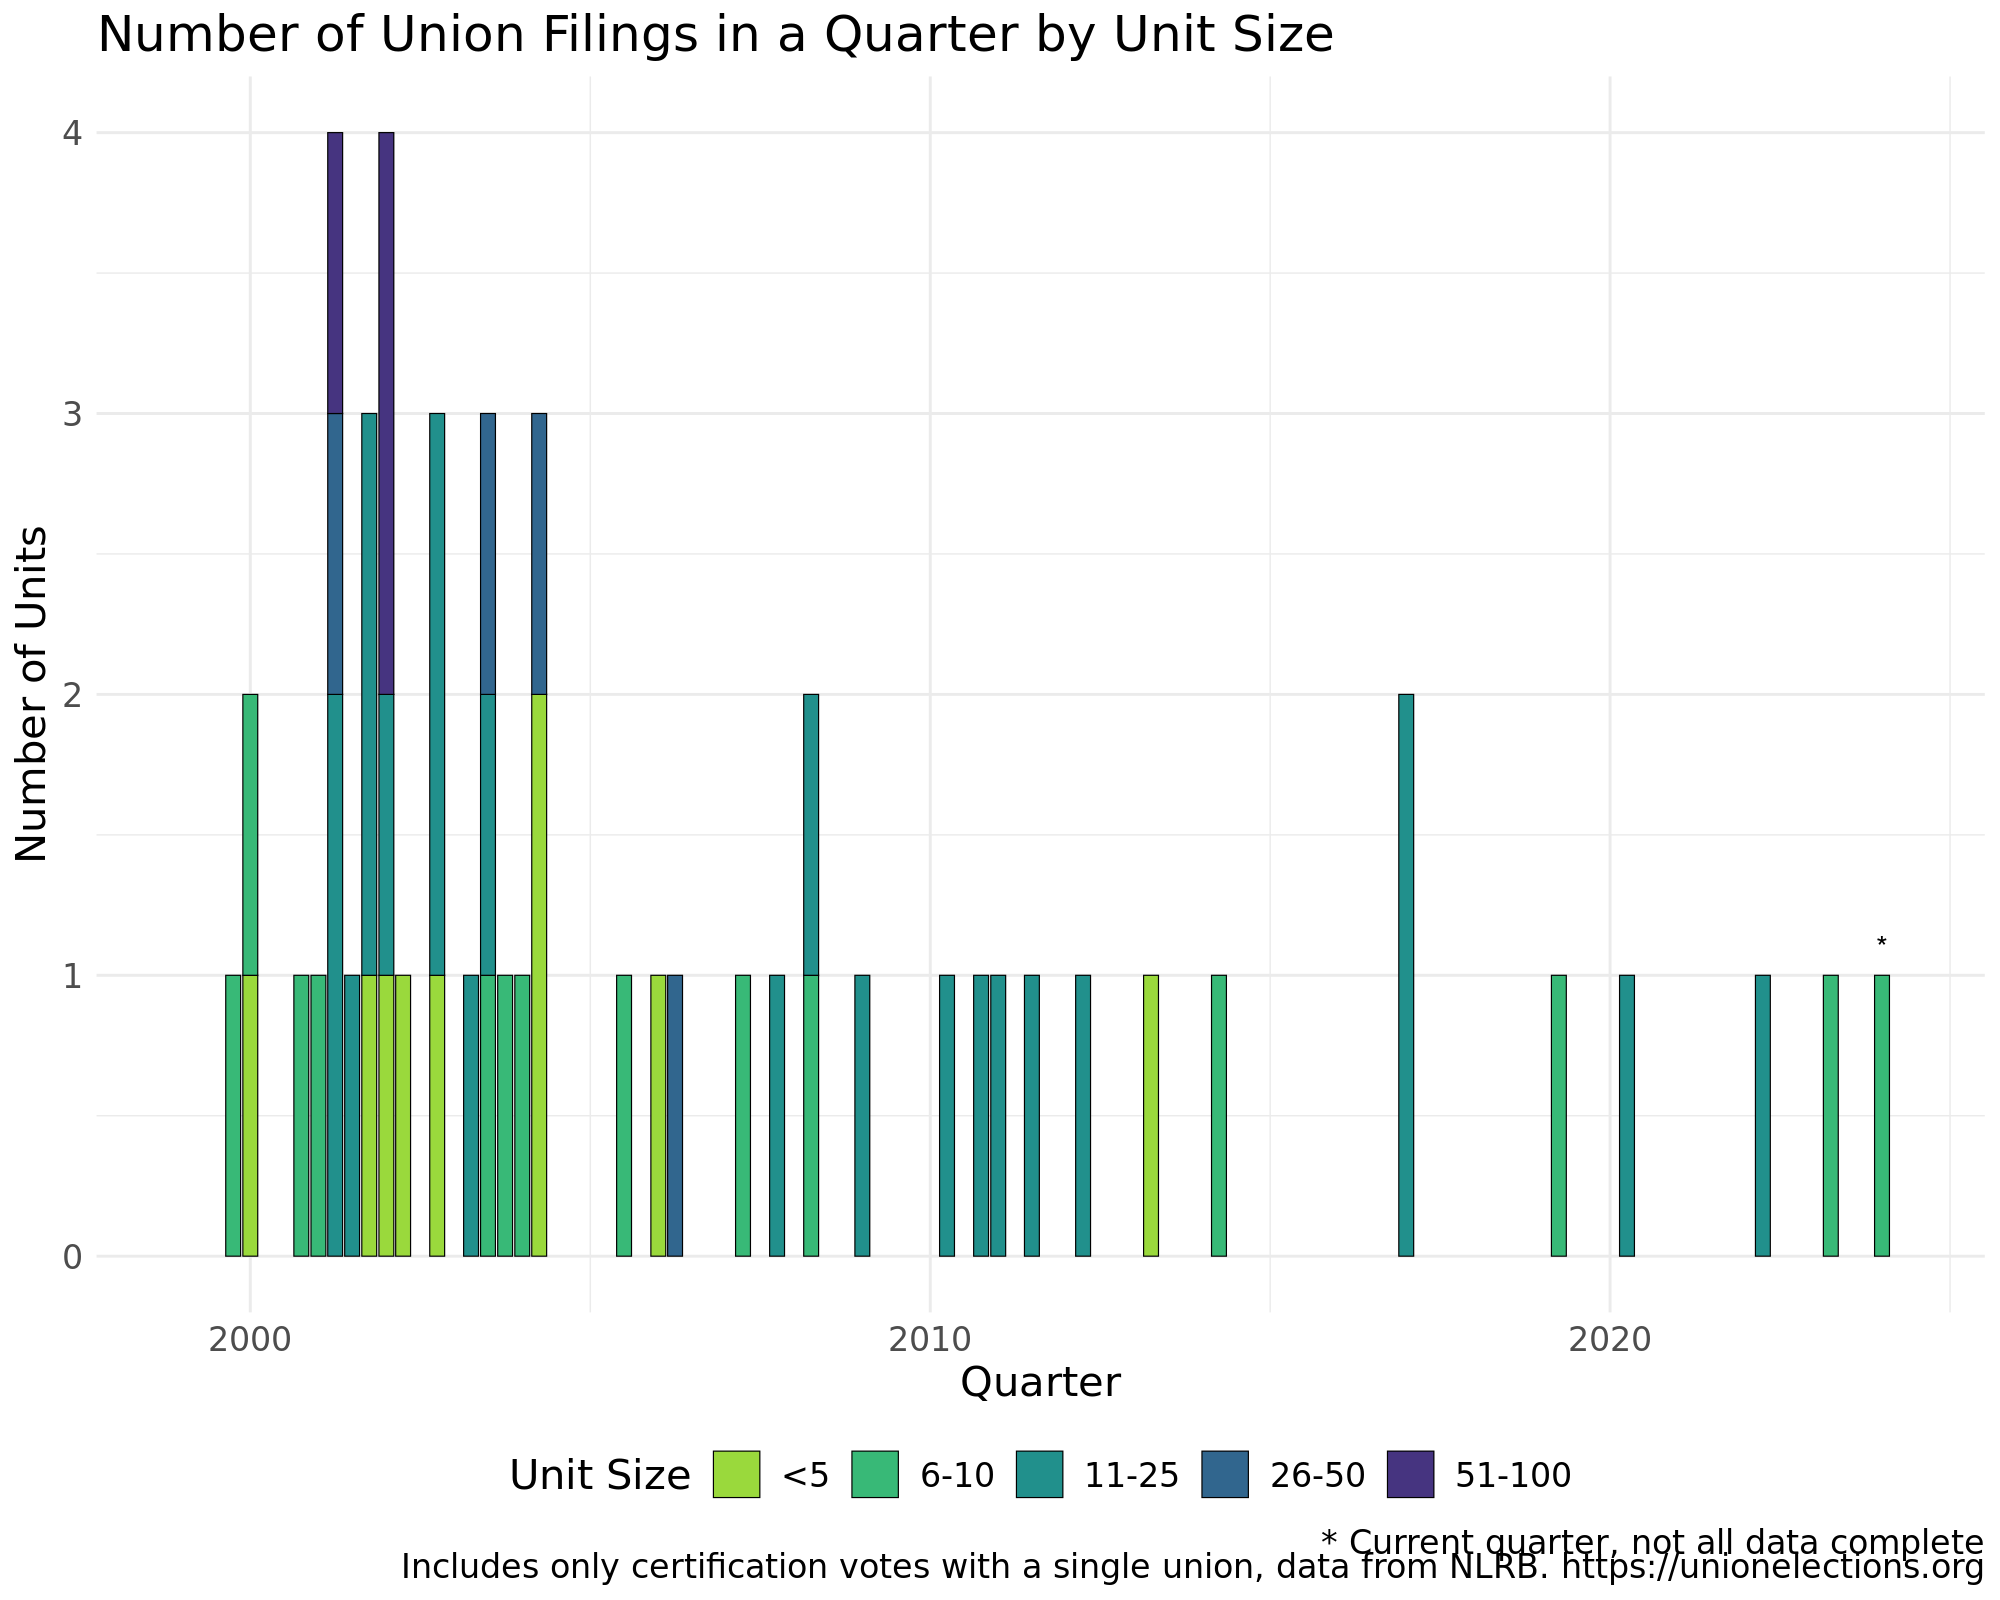 Number of Union Filings in a Quarter by Unit Size
Number of Units
4
3
2
1
0
*
2000 2010 2020
Quarter
Unit Size <5 6-10 11-25 26-50 51-100
* Current quarter, not all data complete
Includes only certification votes with a single union, data from NLRB. https://unionelections.org